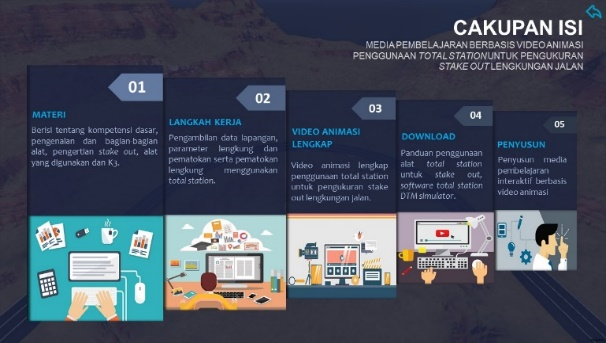 CAKUPAN ISI
MEDIA PEMBELAJARAN BERBASIS VIDEO ANIMASI
PENGGUNAAN TOTAL STATION UNTUK PENGUKURAN
STAKE OUT LENGKUNGAN JALAN
01
MATERI
Berisi tentang kompetensi dasar,
pengenalan dan bagian-bagian
alat, pengertian stake out, alat
yang digunakan dan K3.
02
LANGKAH KERJA
Pengambilan data lapangan,
parameter lengkung dan
pematokan serta pematokan
lengkung menggunakan
total station.
03
VIDEO ANIMASI
LENGKAP
Video animasi lengkap
penggunaan total station
untuk pengukuran stake
out lengkungan jalan.
04
DOWNLOAD
Panduan penggunaan
alat total station
untuk stake out,
software total station
DTM simulator.
05
PENYUSUN
Penyusun media
pembelajaran
interaktif berbasis
video animasi